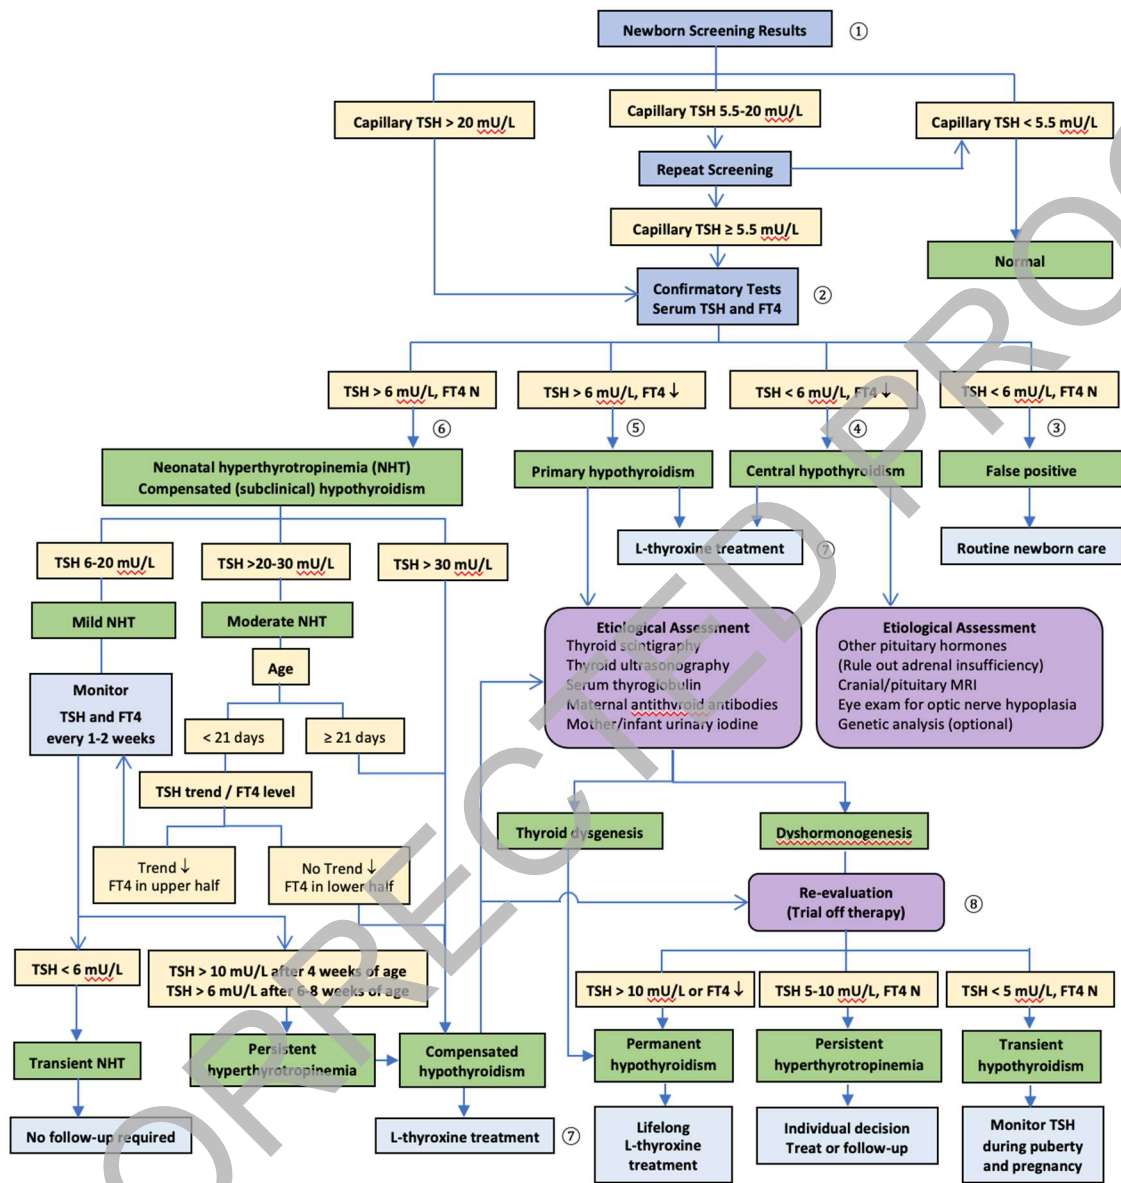 Newborn Screening Results
①
Capillary TSH > 20 mU/L
Capillary TSH 5.5-20 mU/L
Capillary TSH < 5.5 mU/L
Repeat Screening
Capillary TSH ≥ 5.5 mU/L
Normal
Confirmatory Tests
Serum TSH and FT4
②
TSH > 6 mU/L, FT4 N
TSH > 6 mU/L, FT4 ↓
TSH < 6 mU/L, FT4 ↓
TSH < 6 mU/L, FT4 N
⑥
⑤
④
③
Neonatal hyperthyrotropinemia (NHT)
Compensated (subclinical) hypothyroidism
Primary hypothyroidism
Central hypothyroidism
False positive
L-thyroxine treatment
⑦
Routine newborn care
TSH 6-20 mU/L
TSH >20-30 mU/L
TSH > 30 mU/L
Mild NHT
Moderate NHT
Age
Monitor
TSH and FT4
every 1-2 weeks
< 21 days
≥ 21 days
TSH trend / FT4 level
Trend ↓
FT4 in upper half
No Trend ↓
FT4 in lower half
Etiological Assessment
Thyroid scintigraphy
Thyroid ultrasonography
Serum thyroglobulin
Maternal antithyroid antibodies
Mother/infant urinary iodine
Etiological Assessment
Other pituitary hormones
(Rule out adrenal insufficiency)
Cranial/pituitary MRI
Eye exam for optic nerve hypoplasia
Genetic analysis (optional)
Thyroid dysgenesis
Dyshormonogenesis
Re-evaluation
(Trial off therapy)
⑧
TSH < 6 mU/L
TSH > 10 mU/L after 4 weeks of age
TSH > 6 mU/L after 6-8 weeks of age
TSH > 10 mU/L or FT4 ↓
TSH 5-10 mU/L, FT4 N
TSH < 5 mU/L, FT4 N
Transient NHT
Persistent
hyperthyrotropinemia
Compensated
hypothyroidism
Permanent
hypothyroidism
Persistent
hyperthyrotropinemia
Transient
hypothyroidism
No follow-up required
L-thyroxine treatment
⑦
Lifelong
L-thyroxine
treatment
Individual decision
Treat or follow-up
Monitor TSH
during puberty
and pregnancy
ORRECTED PROO